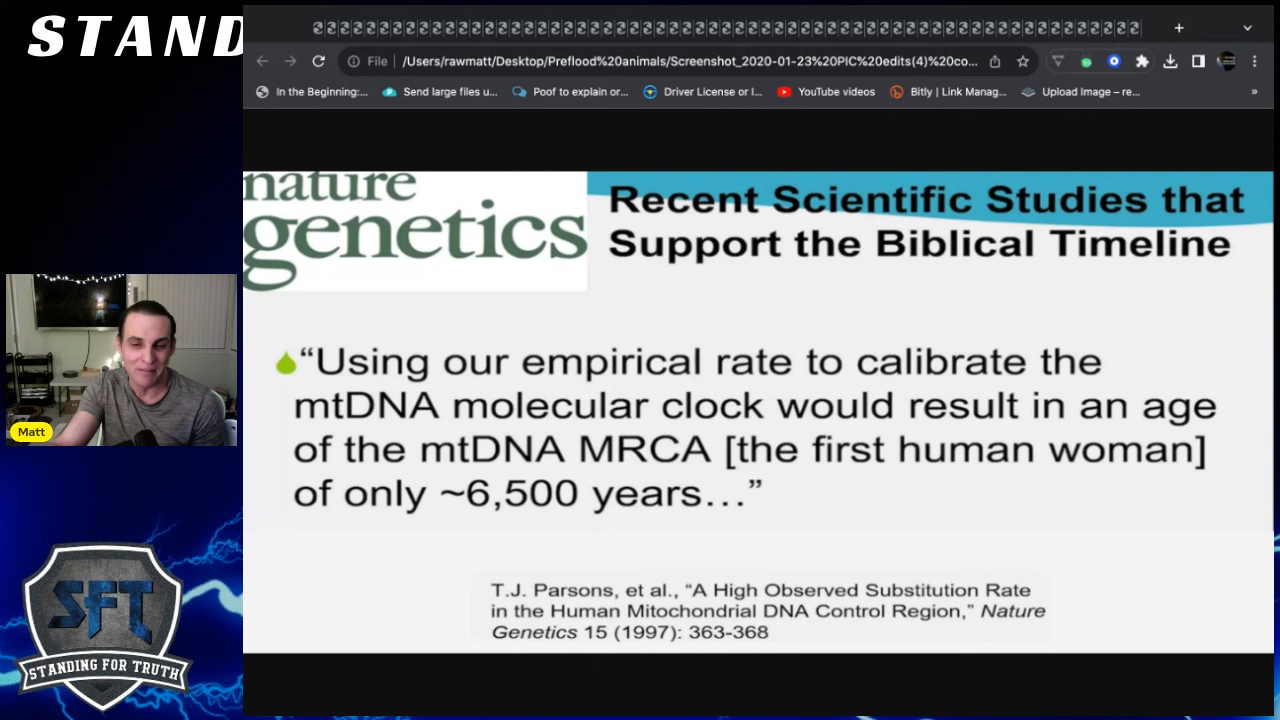 STAND
File /Users/rawmatt/Desktop/Preflood%20animals/Screenshot_2020-01-23%20PIC%20edits(4)%20co...
In the Beginning:... Send large files u... Poof to explain or... Driver License or I... YouTube videos Bitly | Link Manag... Upload Image – re... »
nature
genetics
Recent Scientific Studies that
Support the Biblical Timeline
“Using our empirical rate to calibrate the
mtDNA molecular clock would result in an age
of the mtDNA MRCA [the first human woman]
of only ~6,500 years…”
T.J. Parsons, et al., “A High Observed Substitution Rate
in the Human Mitochondrial DNA Control Region,” Nature
Genetics 15 (1997): 363-368
Matt
SFT
STANDING FOR TRUTH